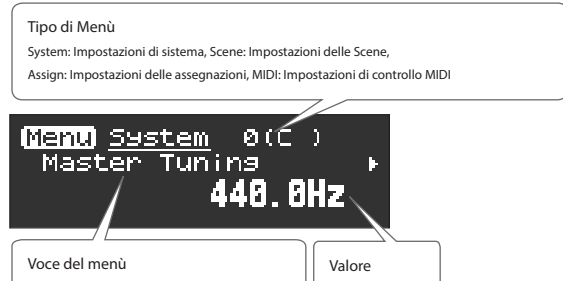 Tipo di Menù
System: Impostazioni di sistema, Scene: Impostazioni delle Scene,
Assign: Impostazioni delle assegnazioni, MIDI: Impostazioni di controllo MIDI
Menu System 0(C )
Master Tuning
440.0Hz
Voce del menù
Valore